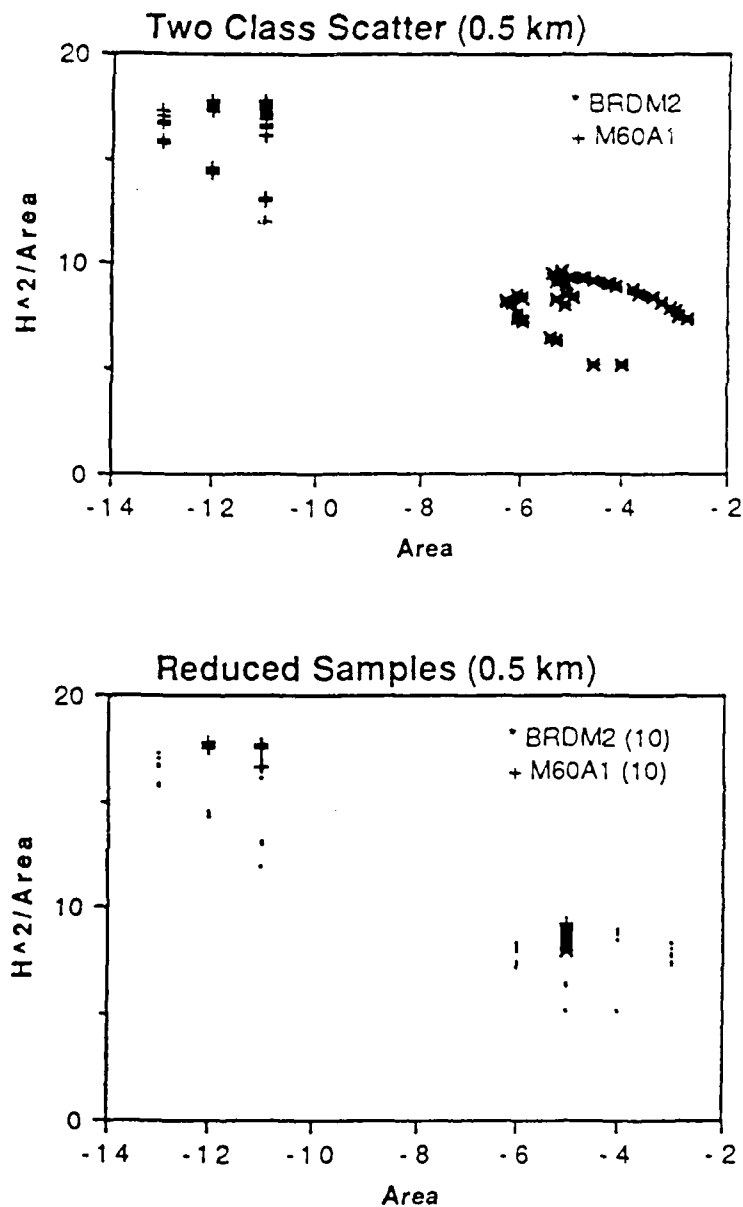 Two Class Scatter (0.5 km)
20
* BRDM2
+ M60A1
H^2/Area
10
0
-14 -12 -10 -8 -6 -4 -2
Area
Reduced Samples (0.5 km)
20
* BRDM2 (10)
+ M60A1 (10)
H^2/Area
10
0
-14 -12 -10 -8 -6 -4 -2
Area